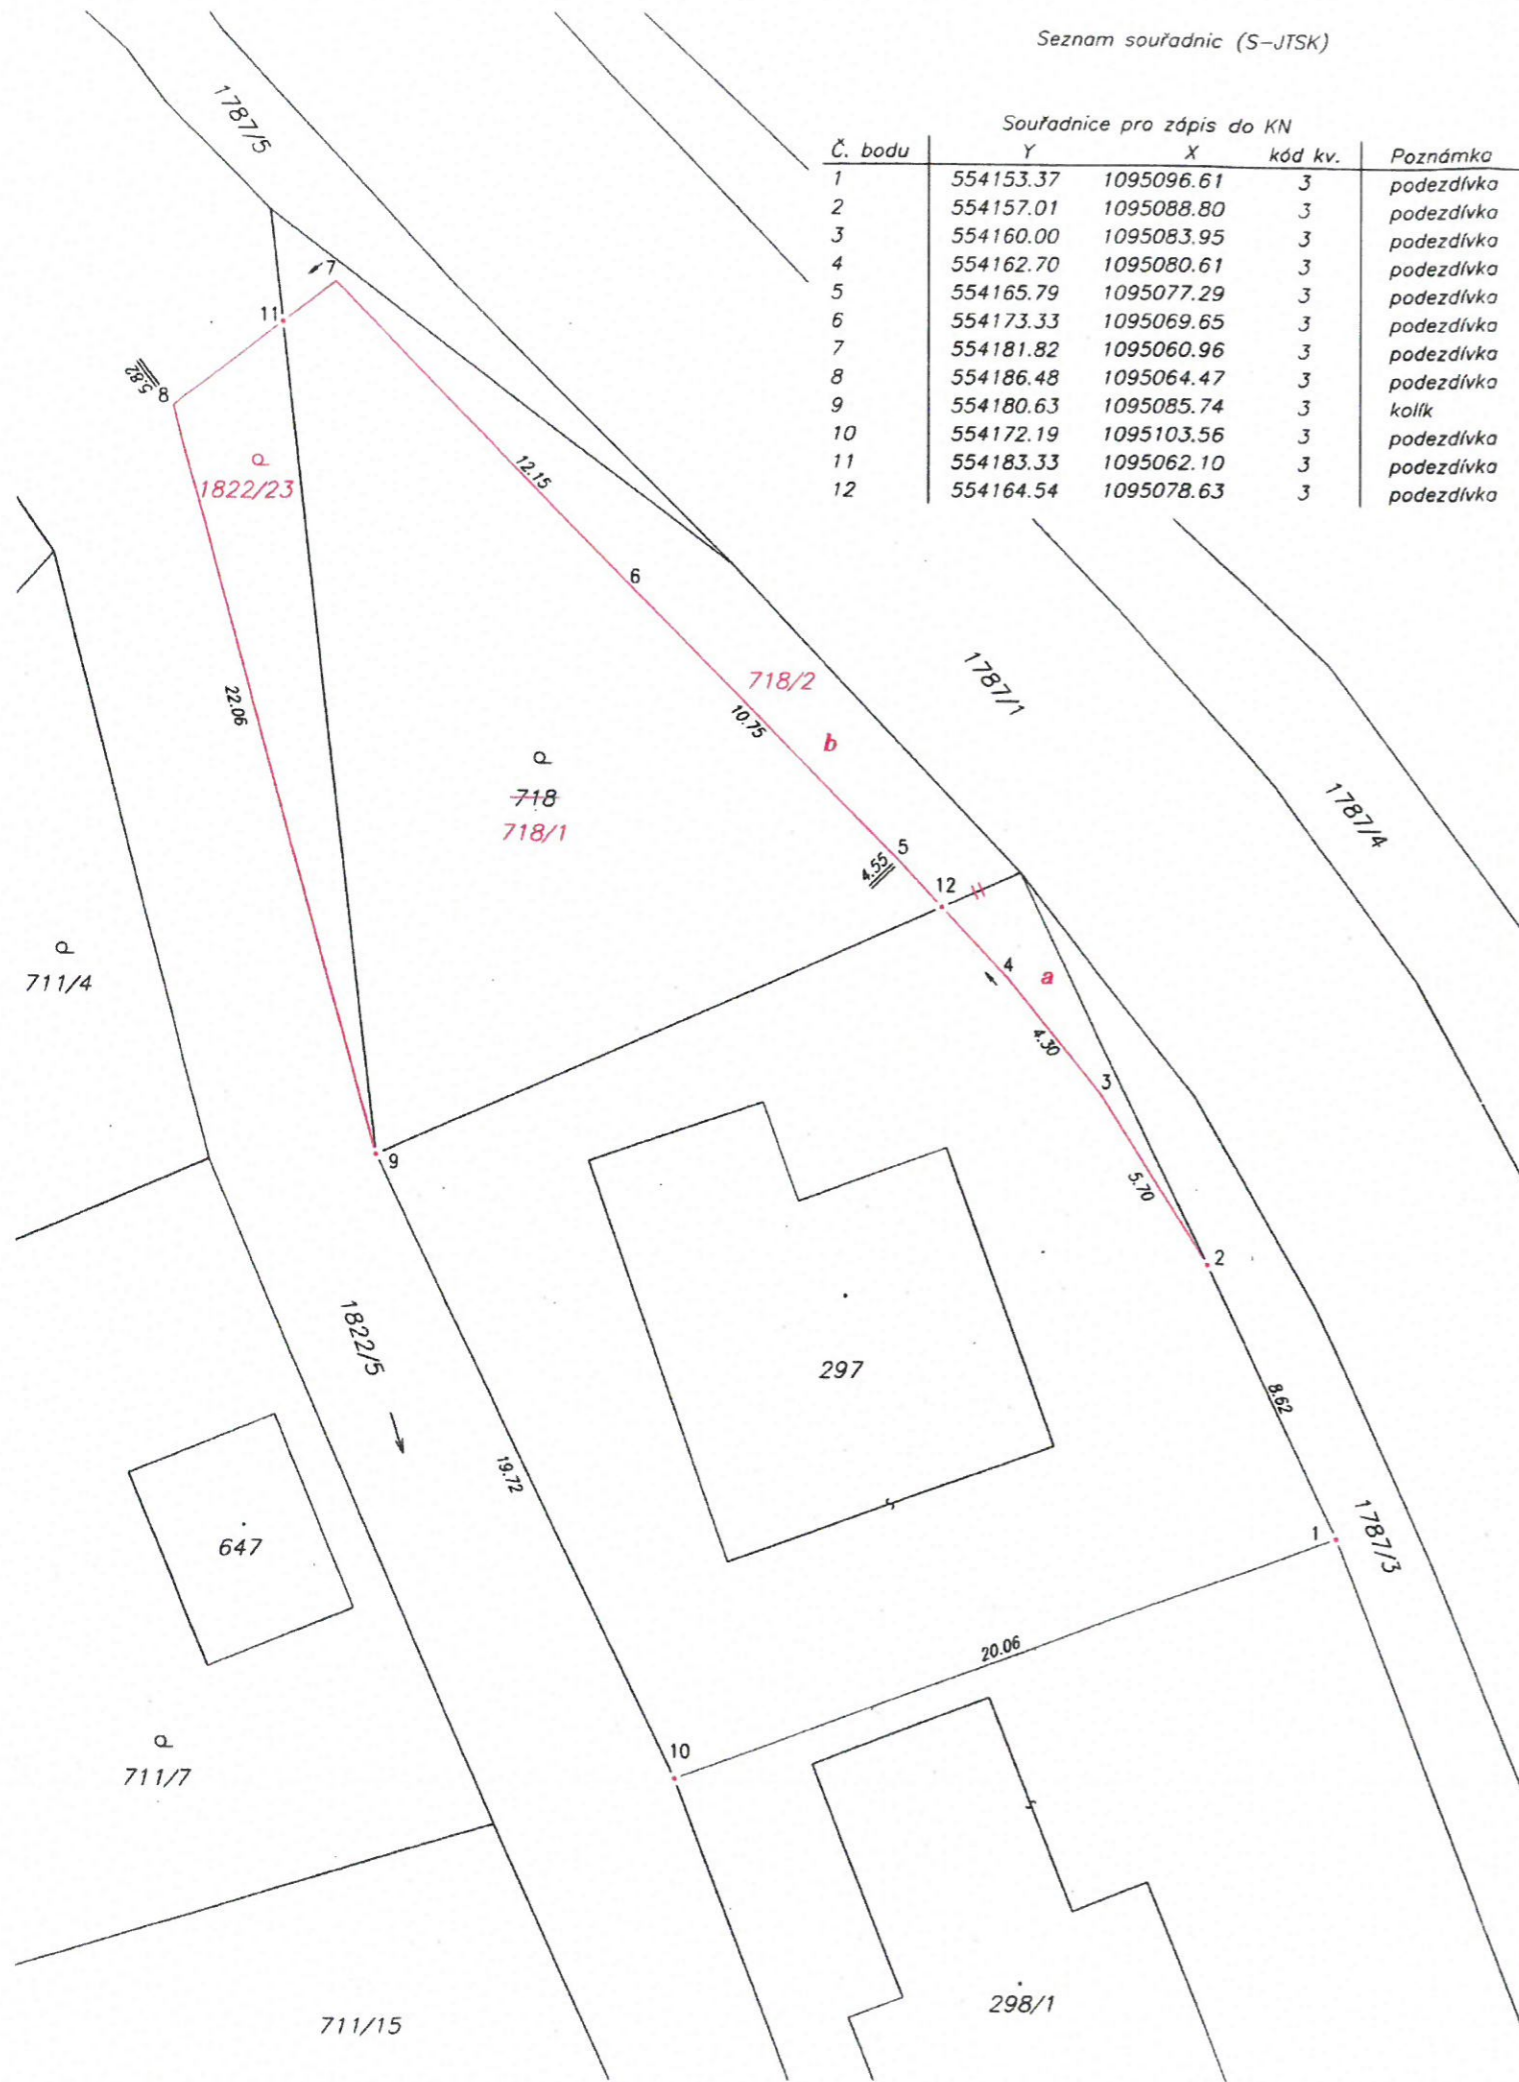 Seznam souřadnic (S-JTSK)
Souřadnice pro zápis do KN
Č. bodu Y X kód kv. Poznámka
1 554153.37 1095096.61 3 podezdívka
2 554157.01 1095088.80 3 podezdívka
3 554160.00 1095083.95 3 podezdívka
4 554162.70 1095080.61 3 podezdívka
5 554165.79 1095077.29 3 podezdívka
6 554173.33 1095069.65 3 podezdívka
7 554181.82 1095060.96 3 podezdívka
8 554186.48 1095064.47 3 podezdívka
9 554180.63 1095085.74 3 kolík
10 554172.19 1095103.56 3 podezdívka
11 554183.33 1095062.10 3 podezdívka
12 554164.54 1095078.63 3 podezdívka
1787/5
7
11
5.82
8
1822/23
12.15
6
22.06
718/2
1787/1
10.75
b
718
718/1
1787/4
5
4.55
12
711/4
4
a
4.30
3
9
5.70
2
1822/5
297
8.62
19.72
647
1
1787/3
20.06
10
711/7
298/1
711/15